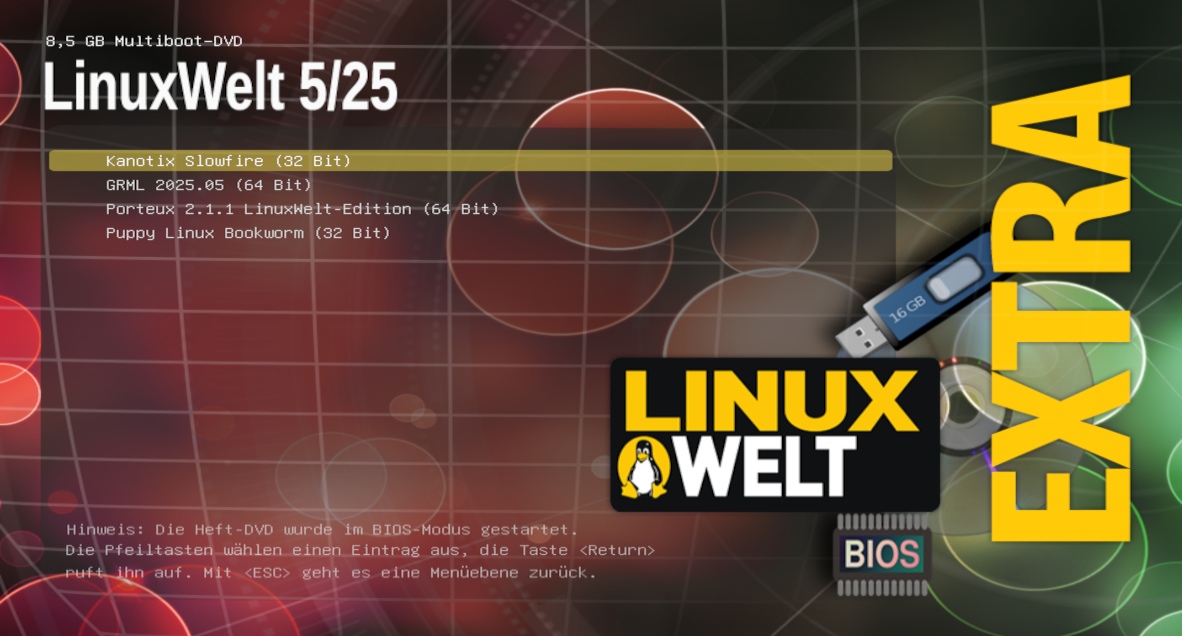 8,5 GB Multiboot-DVD
LinuxWelt 5/25
Kanotix Slowfire (32 Bit)
GRML 2025.05 (64 Bit)
Porteux 2.1.1 LinuxWelt-Edition (64 Bit)
Puppy Linux Bookworm (32 Bit)
EXTRA
16 GB
LINUX
WELT
BIOS
Hinweis: Die Heft-DVD wurde im BIOS-Modus gestartet.
Die Pfeiltasten wählen einen Eintrag aus, die Taste <Return>
ruft ihn auf. Mit <ESC> geht es eine Menüebene zurück.